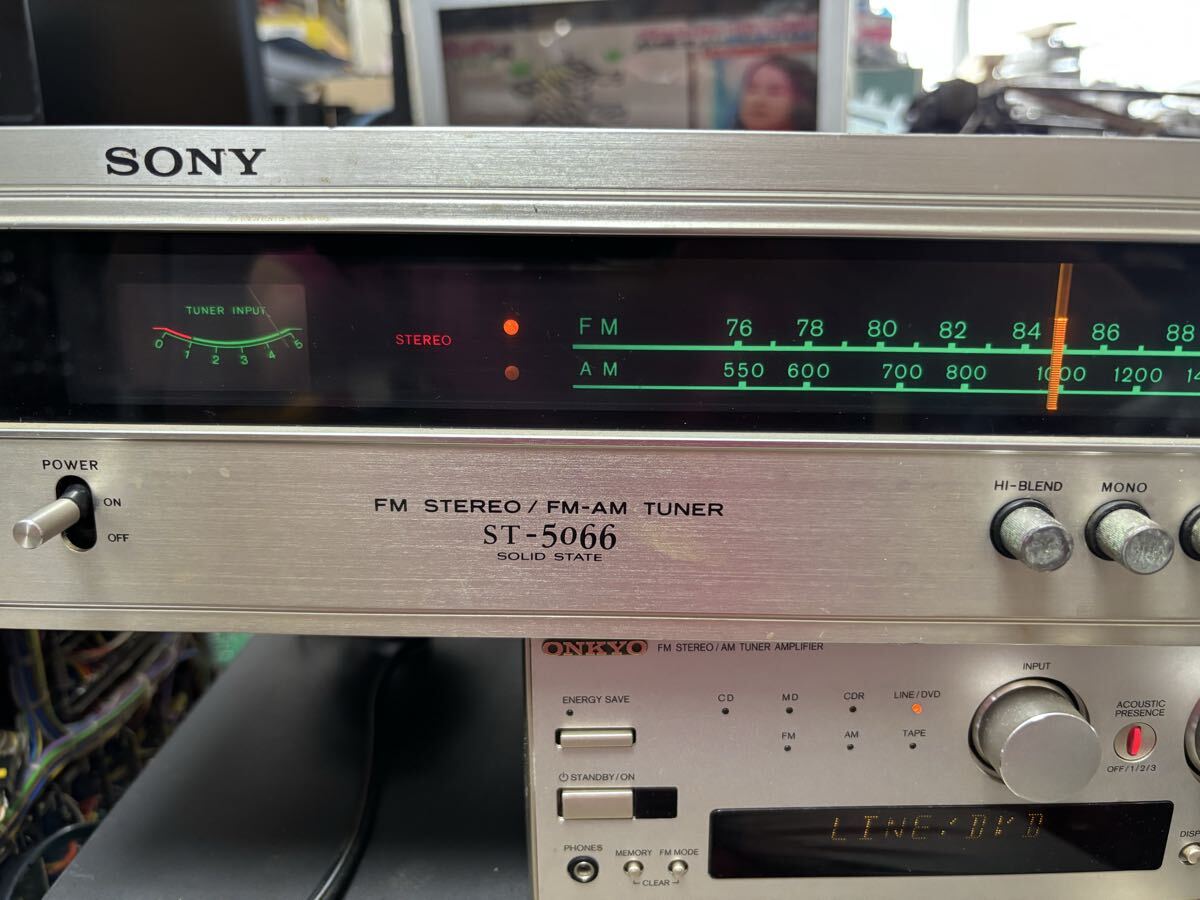 SONY
TUNER INPUT
0 1 2 3 4 5
STEREO
FM 76 78 80 82 84 86 88
AM 550 600 700 800 1000 1200
POWER
ON
OFF
FM STEREO / FM-AM TUNER
ST-5066
SOLID STATE
HI-BLEND
MONO
ONKYO FM STEREO/AM TUNER AMPLIFIER
INPUT
ENERGY SAVE
CD MD CDR LINE/DVD
FM AM TAPE
ACOUSTIC
PRESENCE
OFF/1/2/3
STANDBY/ON
LINE/DVD
PHONES
MEMORY FM MODE
CLEAR